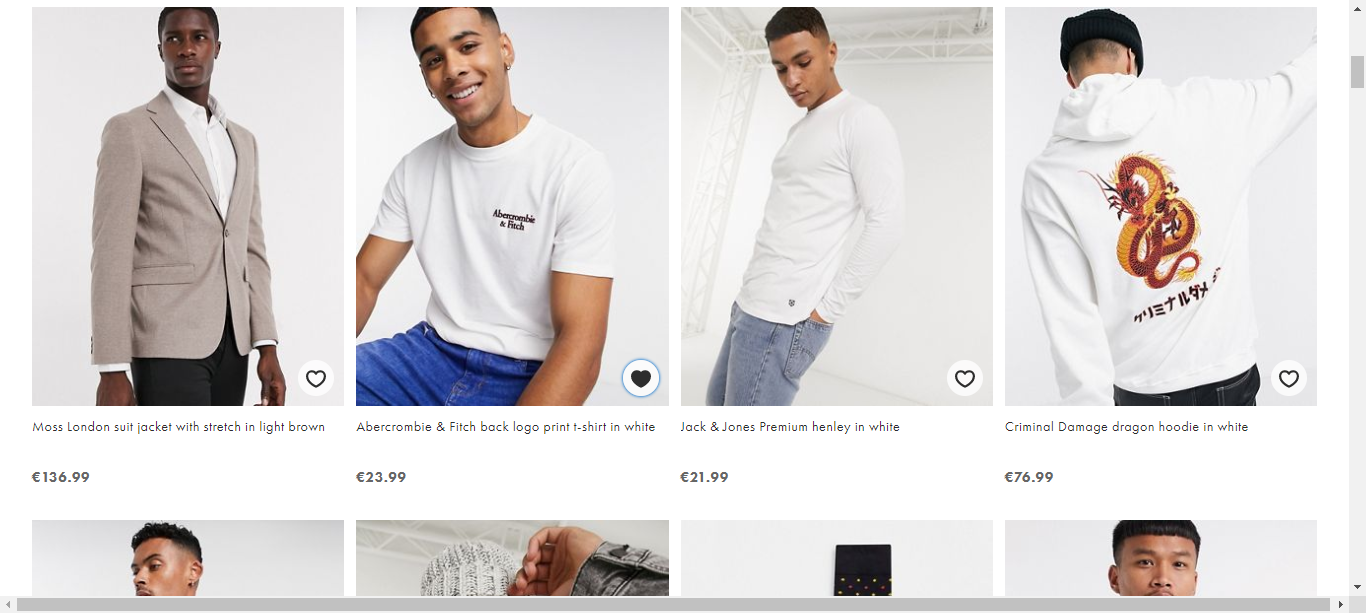 Abercrombie
& Fitch
クリミナルダメ
Moss London suit jacket with stretch in light brown
Abercrombie & Fitch back logo print t-shirt in white
Jack & Jones Premium henley in white
Criminal Damage dragon hoodie in white
€136.99
€23.99
€21.99
€76.99